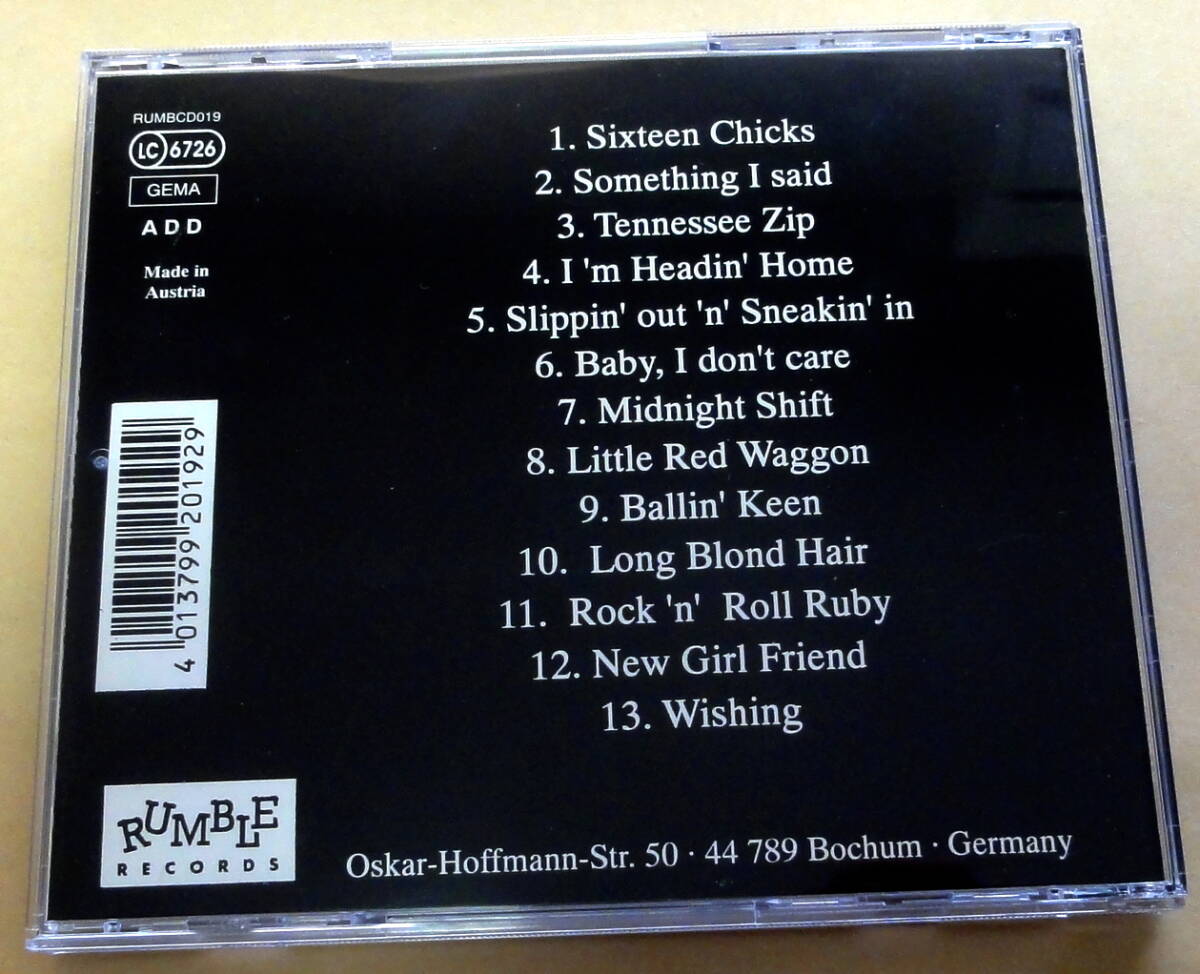 RUMBCD019
LC 6726
GEMA
ADD
Made in
Austria
1. Sixteen Chicks
2. Something I said
3. Tennessee Zip
4. I 'm Headin' Home
5. Slippin' out 'n' Sneakin' in
6. Baby, I don't care
7. Midnight Shift
8. Little Red Waggon
9. Ballin' Keen
10. Long Blond Hair
11. Rock 'n' Roll Ruby
12. New Girl Friend
13. Wishing
4 013799 201929
RUMBLE
RECORDS
Oskar-Hoffmann-Str. 50 · 44 789 Bochum · Germany